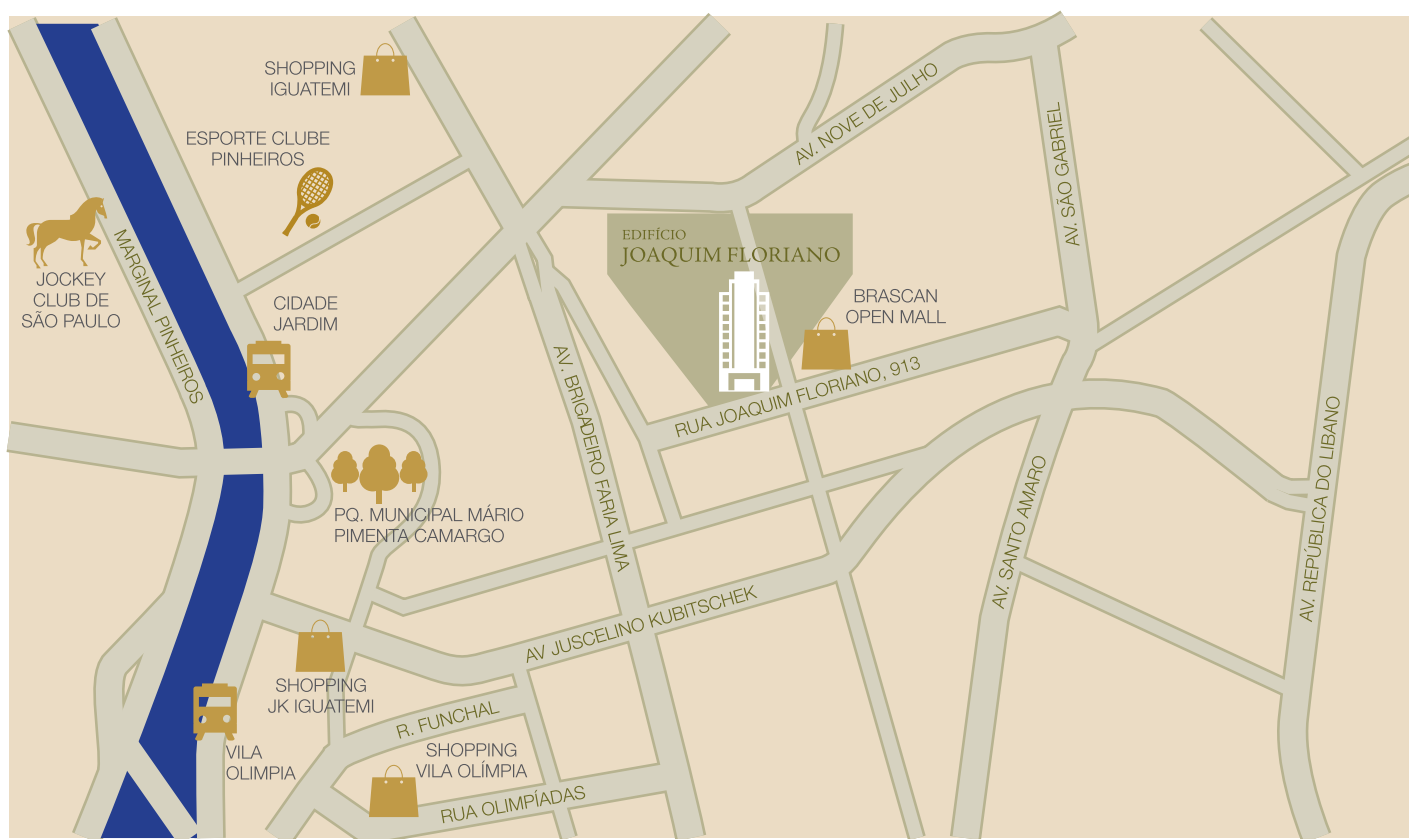 SHOPPING
IGUATEMI
ESPORTE CLUBE
PINHEIROS
AV. NOVE DE JULHO
AV. SÃO GABRIEL
JOCKEY
CLUB DE
SÃO PAULO
MARGINAL PINHEIROS
CIDADE
JARDIM
EDIFÍCIO
JOAQUIM FLORIANO
BRASCAN
OPEN MALL
RUA JOAQUIM FLORIANO, 913
AV. BRIGADEIRO FARIA LIMA
PQ. MUNICIPAL MÁRIO
PIMENTA CAMARGO
AV. SANTO AMARO
AV. REPÚBLICA DO LIBANO
AV JUSCELINO KUBITSCHEK
SHOPPING
JK IGUATEMI
R. FUNCHAL
VILA
OLIMPIA
SHOPPING
VILA OLÍMPIA
RUA OLIMPÍADAS